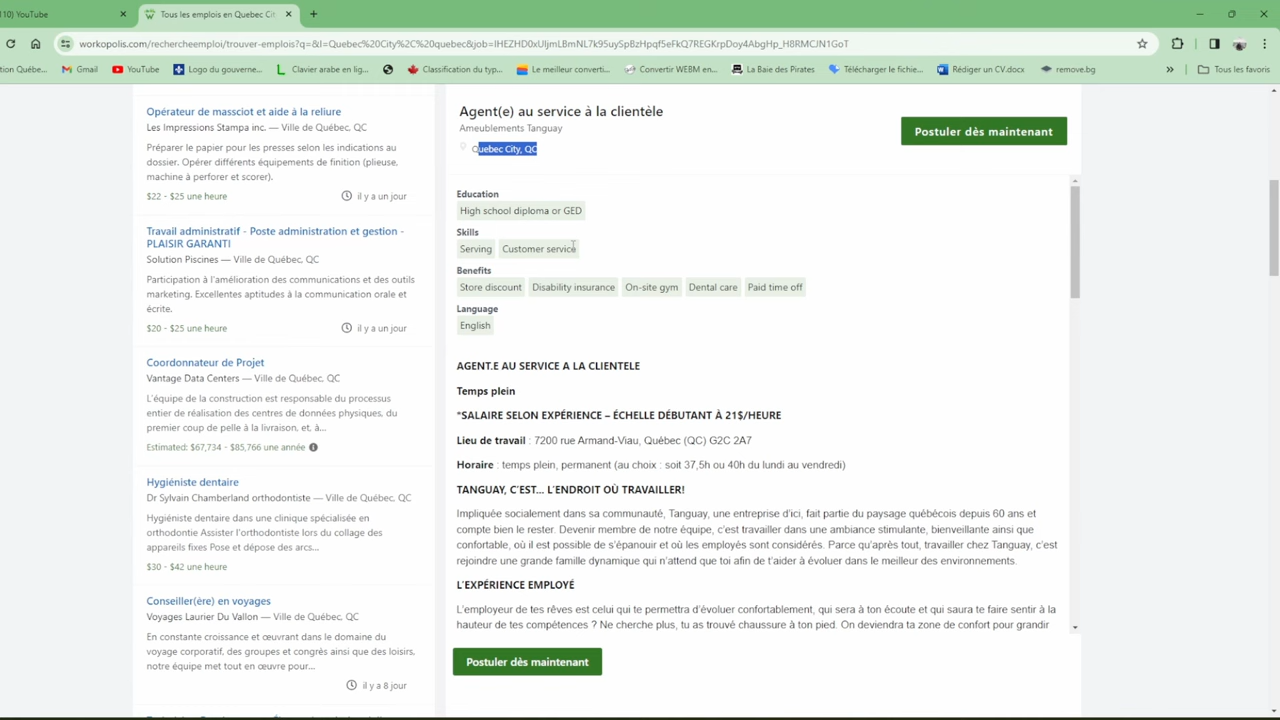 10) YouTube
Tous les emplois en Quebec Cit
workopolis.com/rechercheemploi/trouver-emplois?q=&l=Quebec%20City%2C%20quebec&job=
tion Québe...
Gmail
YouTube
Logo du gouverne...
Clavier arabe en lig...
Classification du typ...
Le meilleur converti...
Convertir WEBM en...
La Baie des Pirates
Télécharger le fichie...
Rédiger un CV.docx
remove.bg
»
Tous les favoris
Opérateur de massciot et aide à la reliure
Les Impressions Stampa inc. — Ville de Québec, QC
Préparer le papier pour les presses selon les indications au
dossier. Opérer différents équipements de finition (plieuse,
machine à perforer et scorer).
$22 - $25 une heure
il y a un jour
Travail administratif - Poste administration et gestion -
PLAISIR GARANTI
Solution Piscines — Ville de Québec, QC
Participation à l'amélioration des communications et des outils
marketing. Excellentes aptitudes à la communication orale et
écrite.
$20 - $25 une heure
il y a un jour
Coordonnateur de Projet
Vantage Data Centers — Ville de Québec, QC
L'équipe de la construction est responsable du processus
entier de réalisation des centres de données physiques, du
premier coup de pelle à la livraison, et, à...
Estimated: $67,734 - $85,766 une année
Hygiéniste dentaire
Dr Sylvain Chamberland orthodontiste — Ville de Québec, QC
Hygiéniste dentaire dans une clinique spécialisée en
orthodontie Assister l'orthodontiste lors du collage des
appareils fixes Pose et dépose des arcs...
$30 - $42 une heure
Conseiller(ère) en voyages
Voyages Laurier Du Vallon — Ville de Québec, QC
En constante croissance et œuvrant dans le domaine du
voyage corporatif, des groupes et congrès ainsi que des loisirs,
notre équipe met tout en œuvre pour...
il y a 8 jour
Agent(e) au service à la clientèle
Ameublements Tanguay
Quebec City, QC
Postuler dès maintenant
Education
High school diploma or GED
Skills
Serving
Customer service
Benefits
Store discount
Disability insurance
On-site gym
Dental care
Paid time off
Language
English
AGENT.E AU SERVICE A LA CLIENTELE
Temps plein
*SALAIRE SELON EXPÉRIENCE – ÉCHELLE DÉBUTANT À 21$/HEURE
Lieu de travail : 7200 rue Armand-Viau, Québec (QC) G2C 2A7
Horaire : temps plein, permanent (au choix : soit 37,5h ou 40h du lundi au vendredi)
TANGUAY, C'EST... L'ENDROIT OÙ TRAVAILLER!
Impliquée socialement dans sa communauté, Tanguay, une entreprise d'ici, fait partie du paysage québécois depuis 60 ans et
compte bien le rester. Devenir membre de notre équipe, c'est travailler dans une ambiance stimulante, bienveillante ainsi que
confortable, où il est possible de s'épanouir et où les employés sont considérés. Parce qu'après tout, travailler chez Tanguay, c'est
rejoindre une grande famille dynamique qui n'attend que toi afin de t'aider à évoluer dans le meilleur des environnements.
L'EXPÉRIENCE EMPLOYÉ
L'employeur de tes rêves est celui qui te permettra d'évoluer confortablement, qui sera à ton écoute et qui saura te faire sentir à la
hauteur de tes compétences ? Ne cherche plus, tu as trouvé chaussure à ton pied. On deviendra ta zone de confort pour grandir
Postuler dès maintenant